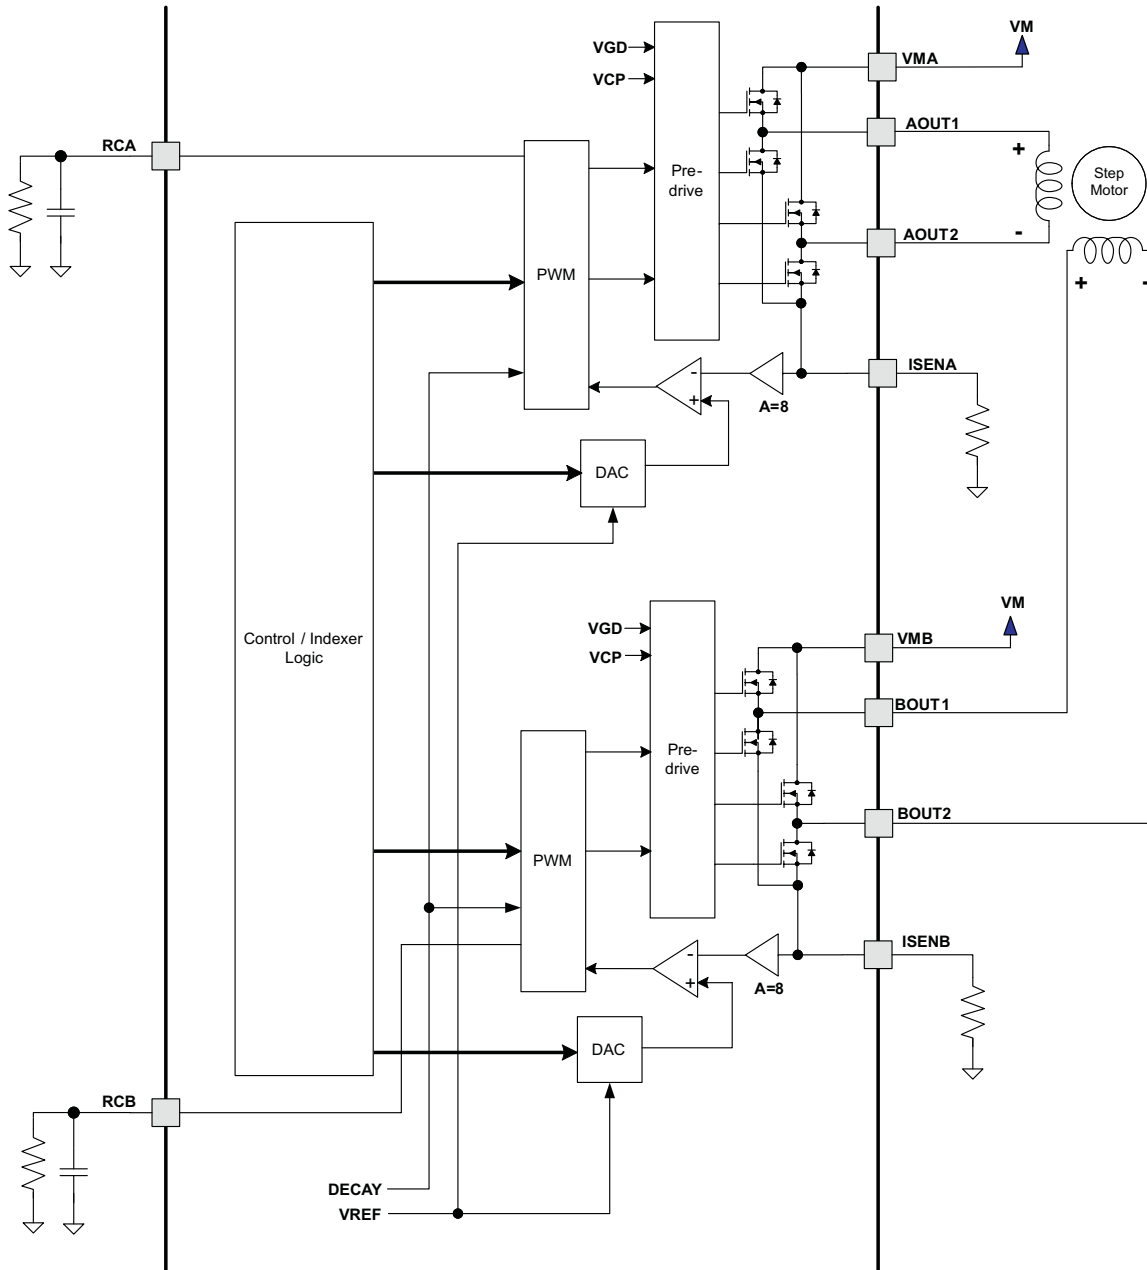 VM
VGD
VMA
VCP
AOUT1
RCA
+
Pre-
drive
Step
Motor
AOUT2
-
PWM
+
-
ISENA
-
+
A=8
DAC
VM
VGD
Control / Indexer
Logic
VMB
VCP
BOUT1
Pre-
drive
BOUT2
PWM
ISENB
-
+
A=8
DAC
RCB
DECAY
VREF